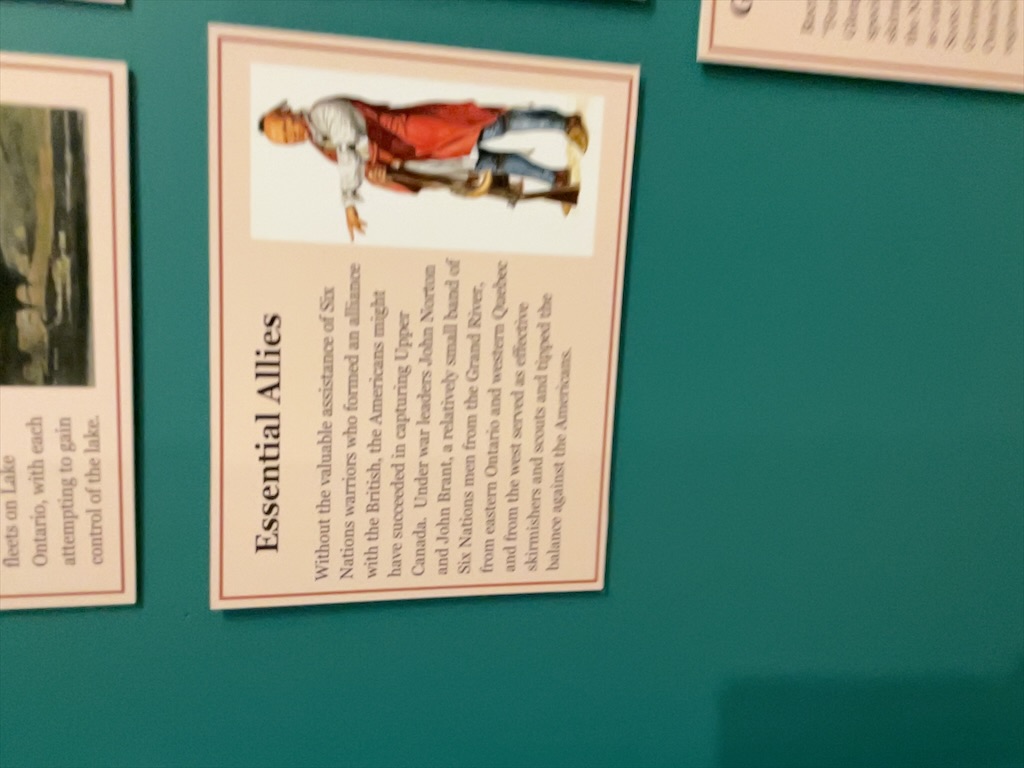 fleets on Lake
Ontario, with each
attempting to gain
control of the lake.
Essential Allies
Without the valuable assistance of Six
Nations warriors who formed an alliance
with the British, the Americans might
have succeeded in capturing Upper
Canada. Under war leaders John Norton
and John Brant, a relatively small band of
Six Nations men from the Grand River,
from eastern Ontario and western Quebec
and from the west served as effective
skirmishers and scouts and tipped the
balance against the Americans.